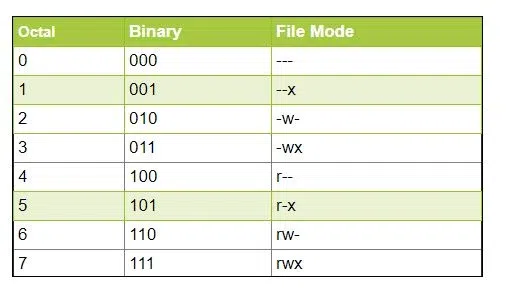 Octal Binary File Mode
0 000 ---
1 001 --x
2 010 -w-
3 011 -wx
4 100 r--
5 101 r-x
6 110 rw-
7 111 rwx